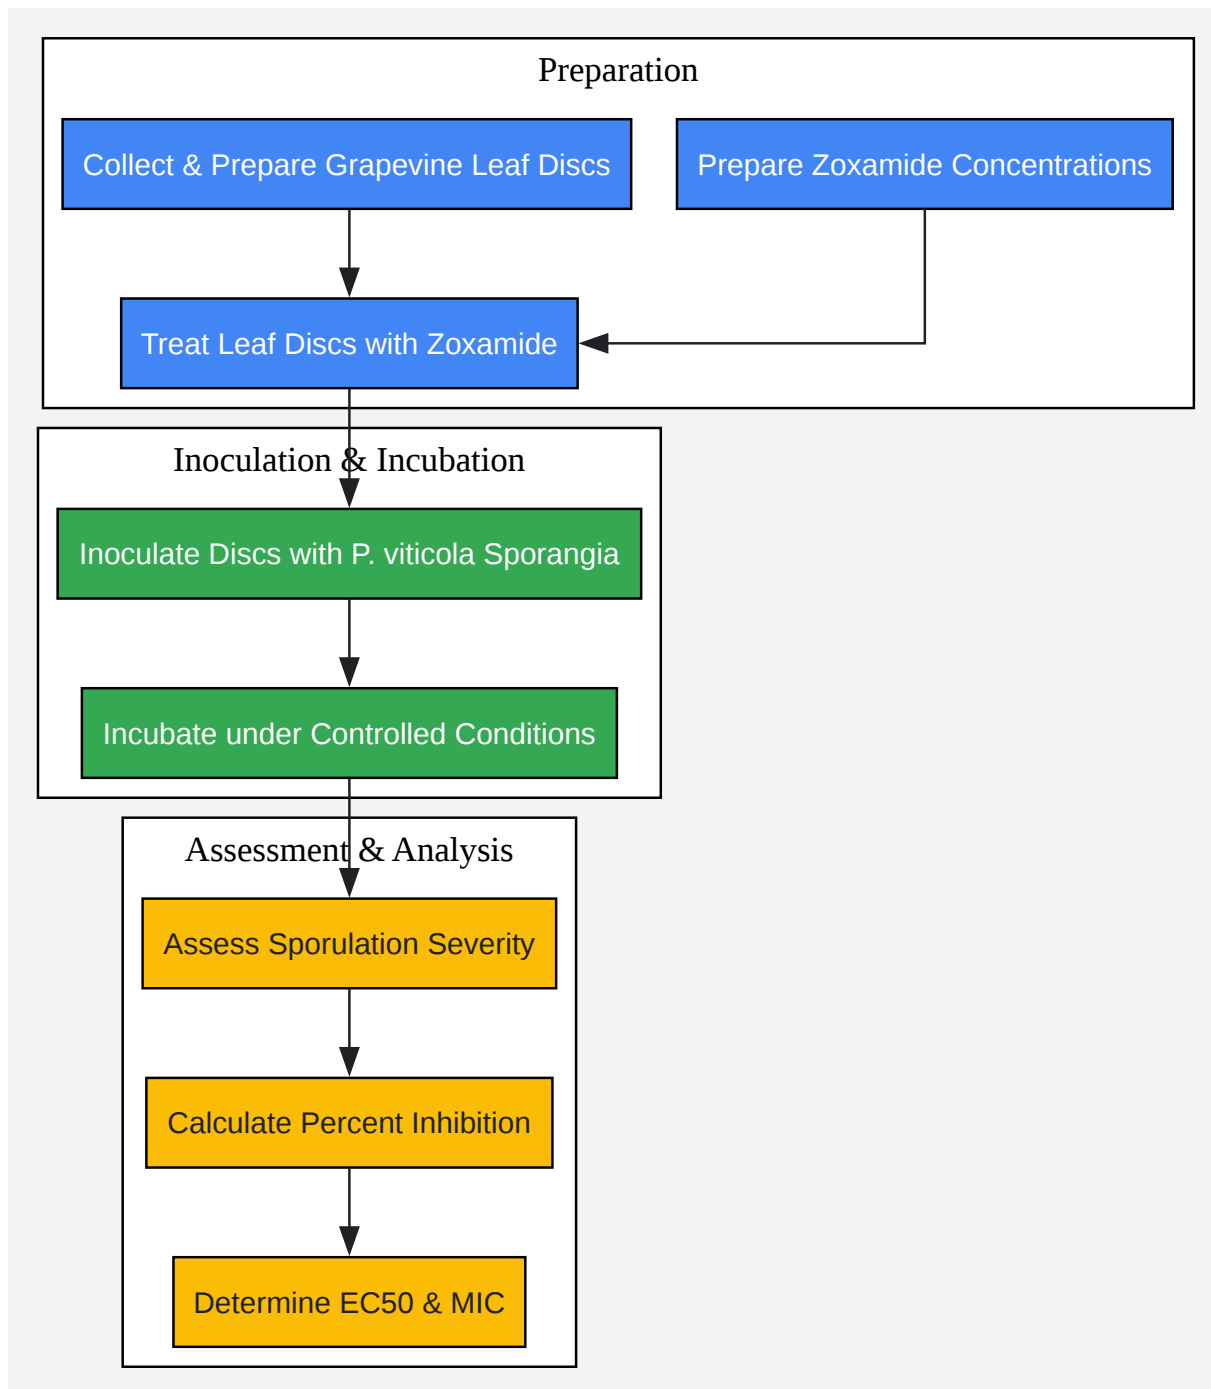 Preparation
Collect & Prepare Grapevine Leaf Discs
Prepare Zoxamide Concentrations
Treat Leaf Discs with Zoxamide
Inoculation & Incubation
Inoculate Discs with P. viticola Sporangia
Incubate under Controlled Conditions
Assessment & Analysis
Assess Sporulation Severity
Calculate Percent Inhibition
Determine EC50 & MIC